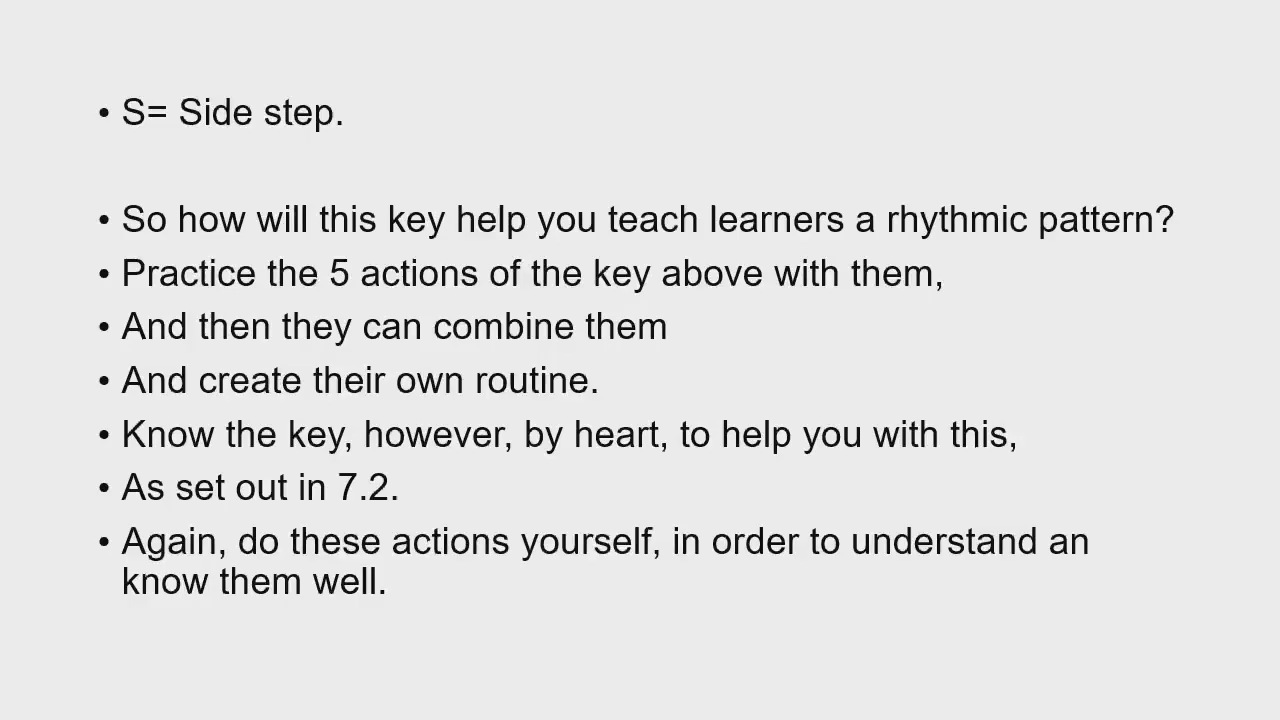 • S= Side step.
• So how will this key help you teach learners a rhythmic pattern?
• Practice the 5 actions of the key above with them,
• And then they can combine them
• And create their own routine.
• Know the key, however, by heart, to help you with this,
• As set out in 7.2.
• Again, do these actions yourself, in order to understand an
know them well.